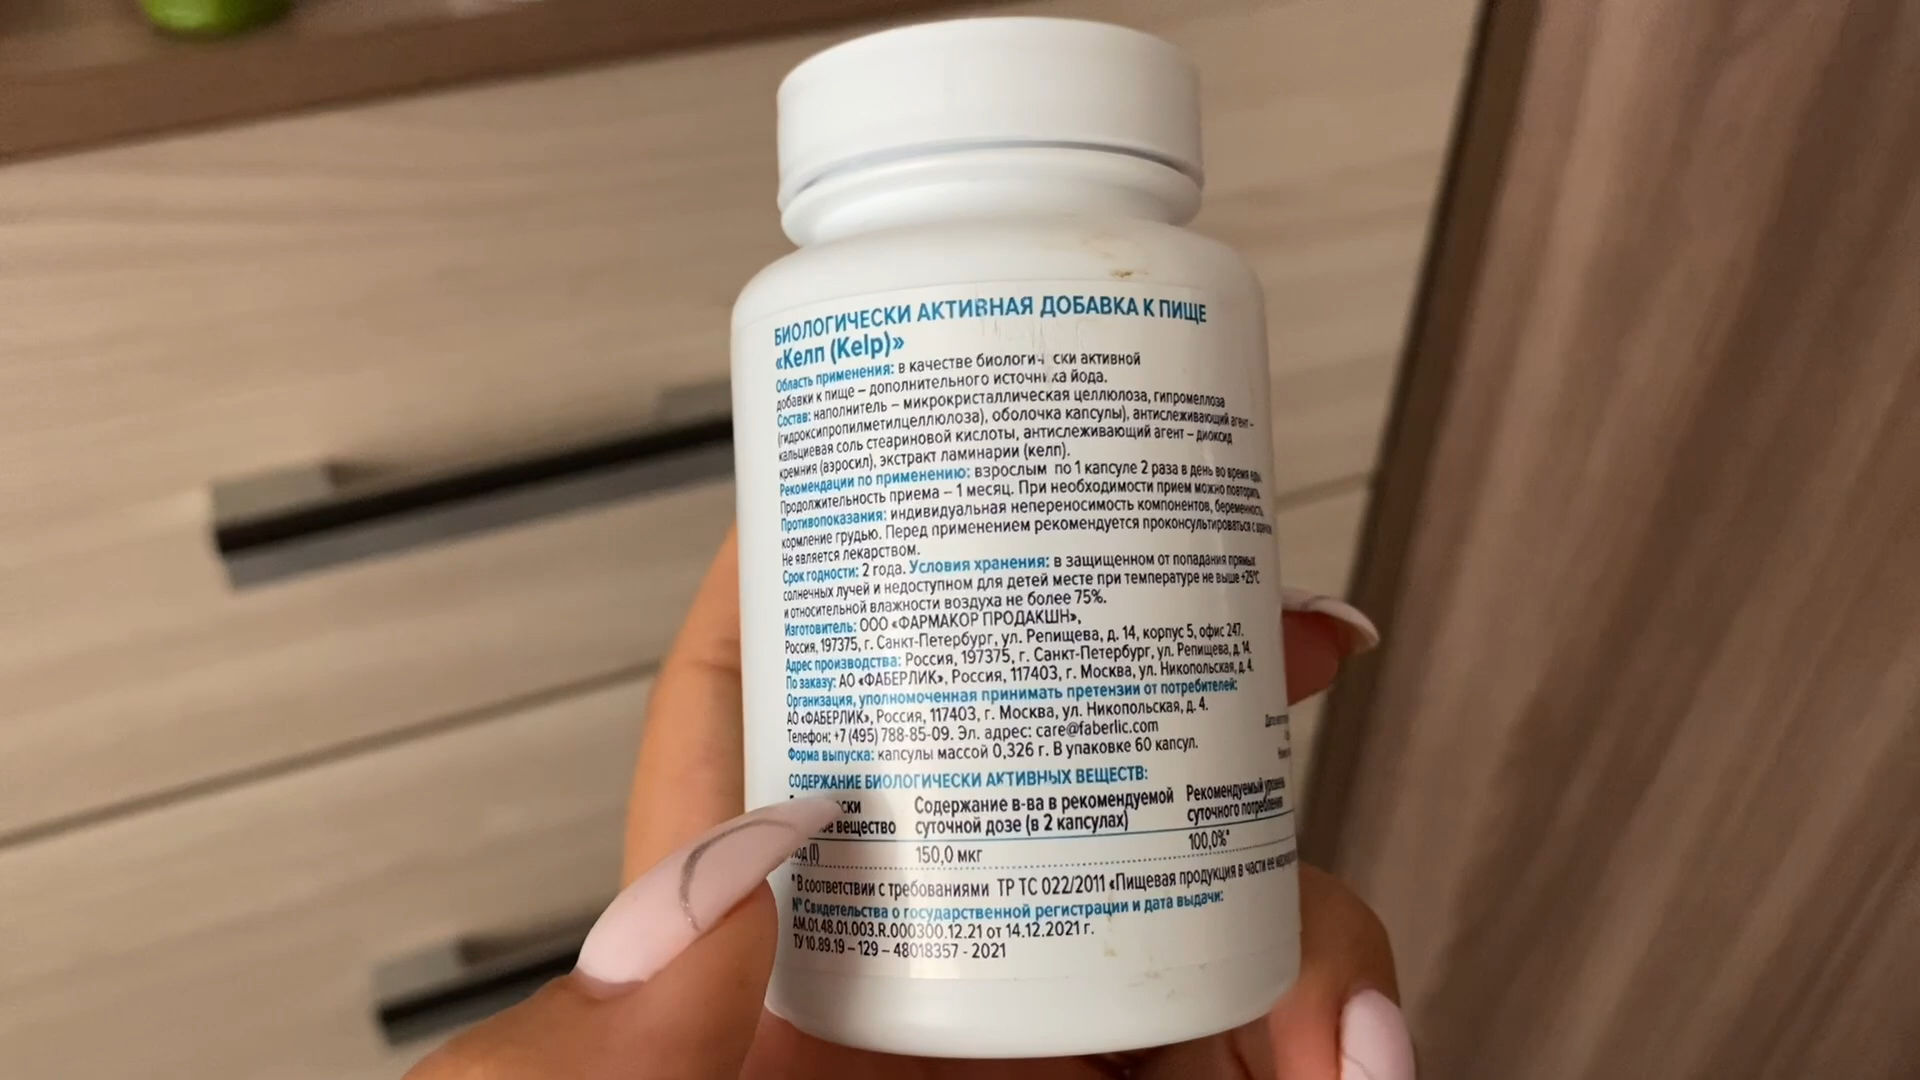 БИОЛОГИЧЕСКИ АКТИВНАЯ ДОБАВКА К ПИЩЕ
«Келп (Kelp)»
Область применения: в качестве биологи ски активной
добавки к пище – дополнительного источника йода.
Состав: наполнитель – микрокристаллическая целлюлоза, гипромеллоза
(гидроксипропилметилцеллюлоза), оболочка капсулы), антислеживающий агент –
кальциевая соль стеариновой кислоты, антислеживающий агент – диоксид
кремния (аэросил), экстракт ламинарии (келп).
Рекомендации по применению: взрослым по 1 капсуле 2 раза в день во время еды.
Продолжительность приема – 1 месяц. При необходимости прием можно повторить.
Противопоказания: индивидуальная непереносимость компонентов, беременность,
кормление грудью. Перед применением рекомендуется проконсультироваться с врачом.
Не является лекарством.
Срок годности: 2 года. Условия хранения: в защищенном от попадания прямых
солнечных лучей и недоступном для детей месте при температуре не выше +25°C
и относительной влажности воздуха не более 75%.
Изготовитель: ООО «ФАРМАКОР ПРОДАКШН»,
Россия, 197375, г. Санкт-Петербург, ул. Репищева, д. 14, корпус 5, офис 247.
Адрес производства: Россия, 197375, г. Санкт-Петербург, ул. Репищева, д. 14.
По заказу: АО «ФАБЕРЛИК», Россия, 117403, г. Москва, ул. Никопольская, д. 4.
Организация, уполномоченная принимать претензии от потребителей:
АО «ФАБЕРЛИК», Россия, 117403, г. Москва, ул. Никопольская, д. 4.
Телефон: +7 (495) 788-85-09. Эл. адрес: care@faberlic.com
Форма выпуска: капсулы массой 0,326 г. В упаковке 60 капсул.
СОДЕРЖАНИЕ БИОЛОГИЧЕСКИ АКТИВНЫХ ВЕЩЕСТВ:
вещество
Содержание в-ва в рекомендуемой
суточной дозе (в 2 капсулах)
Рекомендуемый уровень
суточного потребления
Йод (I) 150,0 мкг 100,0%*
*В соответствии с требованиями ТР ТС 022/2011 «Пищевая продукция в части ее
№ Свидетельства о государственной регистрации и дата выдачи:
AM.01.48.01.003.R.000300.12.21 от 14.12.2021 г.
ТУ 10.89.19 – 129 – 48018357 - 2021